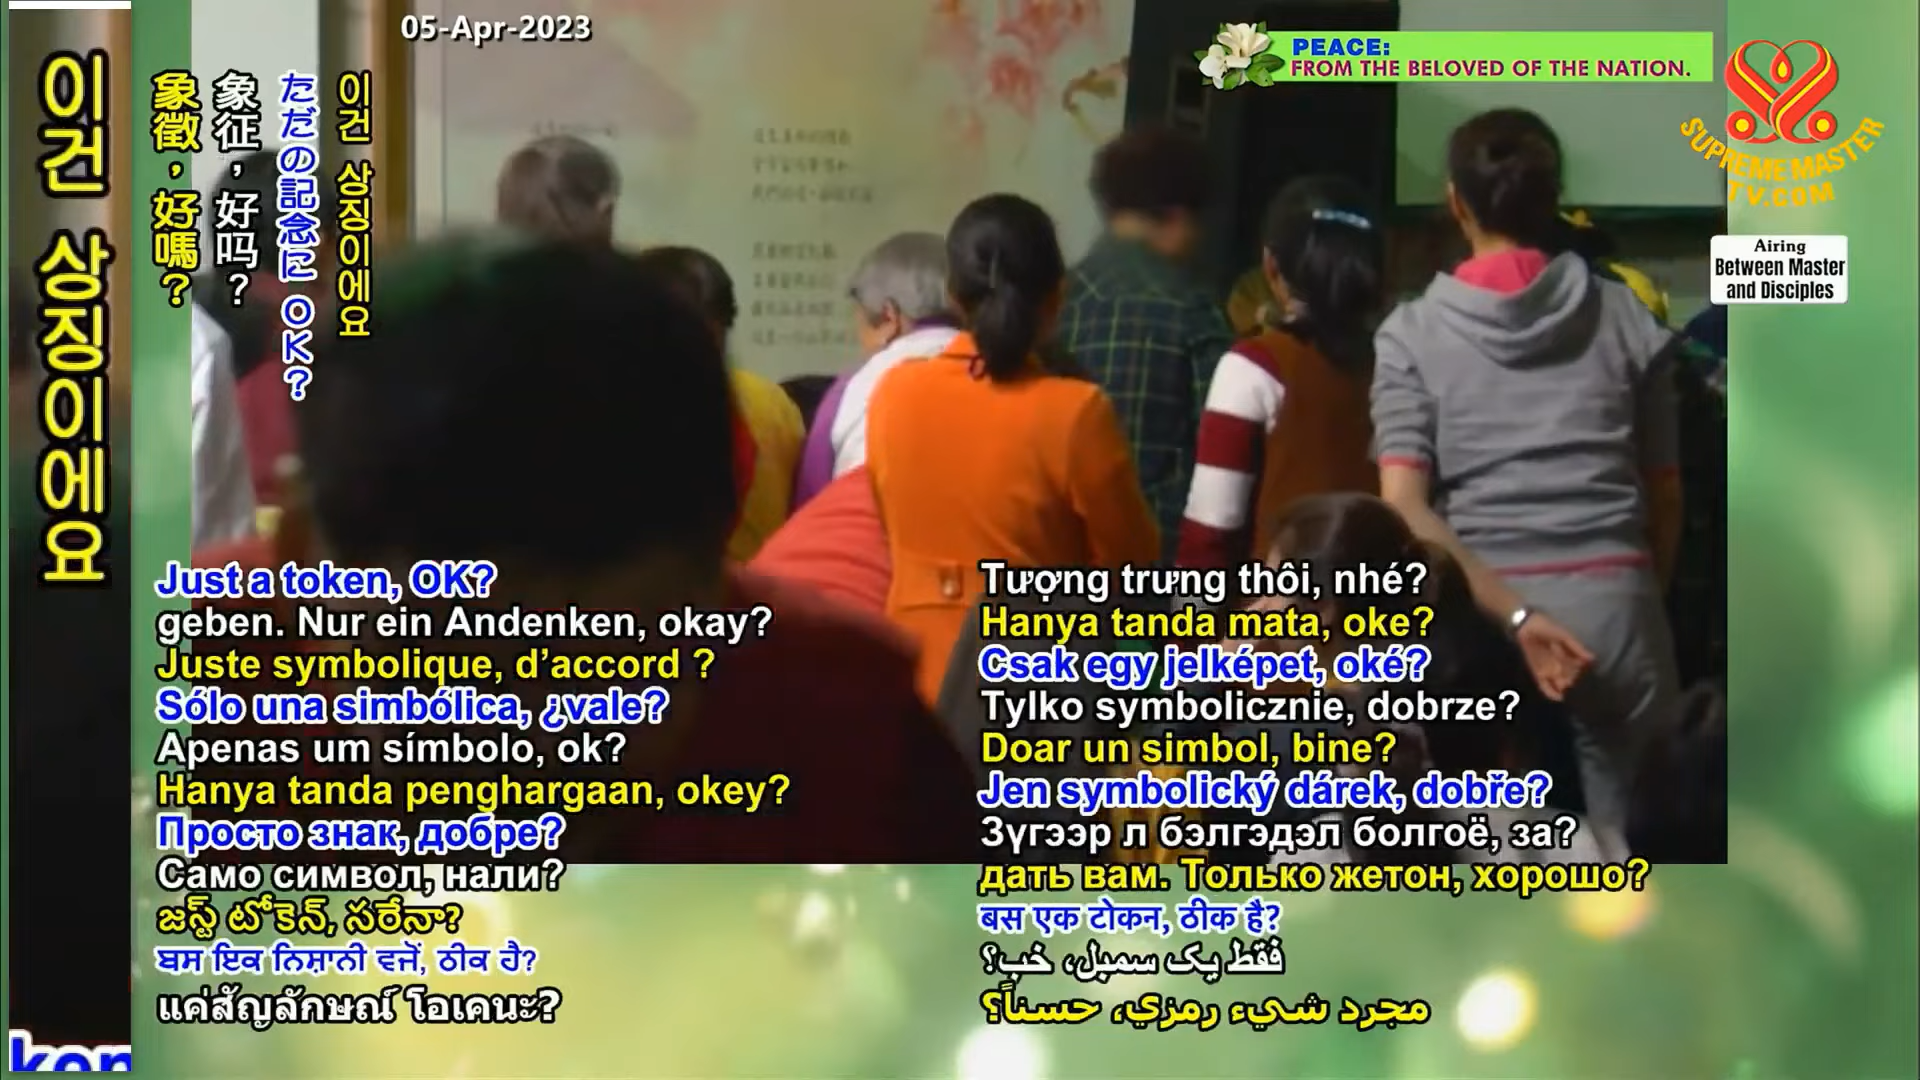 05-Apr-2023
PEACE:
FROM THE BELOVED OF THE NATION.
SUPREME MASTER
TV.COM
Airing
Between Master
and Disciples
이건 상징이에요
이건 상징이에요
ただの記念に OK?
象征，好吗？
象徵，好嗎？
Just a token, OK?
geben. Nur ein Andenken, okay?
Juste symbolique, d’accord ?
Sólo una simbólica, ¿vale?
Apenas um símbolo, ok?
Hanya tanda penghargaan, okey?
Просто знак, добре?
Само символ, нали?
జస్ట్ టోకెన్, సరేనా?
ਬਸ ਇਕ ਨਿਸ਼ਾਨੀ ਵਜੋਂ, ਠੀਕ ਹੈ?
แค่สัญลักษณ์ โอเคนะ?
Tượng trưng thôi, nhé?
Hanya tanda mata, oke?
Csak egy jelképet, oké?
Tylko symbolicznie, dobrze?
Doar un simbol, bine?
Jen symbolický dárek, dobře?
Зүгээр л бэлгэдэл болгоё, за?
дать вам. Только жетон, хорошо?
बस एक टोकन, ठीक है?
فقط یک سمبل، خب؟
مجرد شيء رمزي، حسناً؟
ken